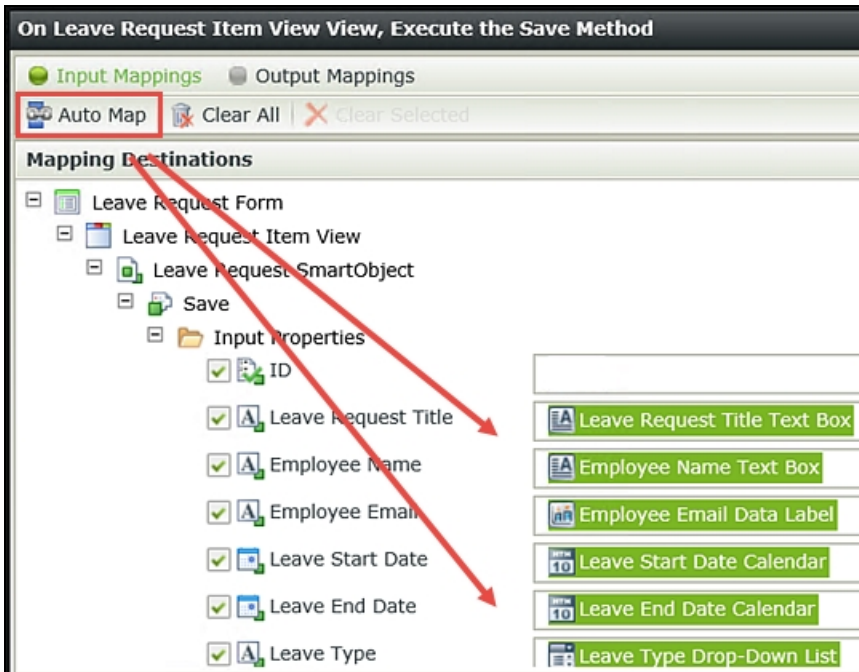 On Leave Request Item View View, Execute the Save Method
Input Mappings Output Mappings
Auto Map Clear All Clear Selected
Mapping Destinations
Leave Request Form
Leave Request Item View
Leave Request SmartObject
Save
Input Properties
ID
Leave Request Title Leave Request Title Text Box
Employee Name Employee Name Text Box
Employee Email Employee Email Data Label
Leave Start Date Leave Start Date Calendar
Leave End Date Leave End Date Calendar
Leave Type Leave Type Drop-Down List